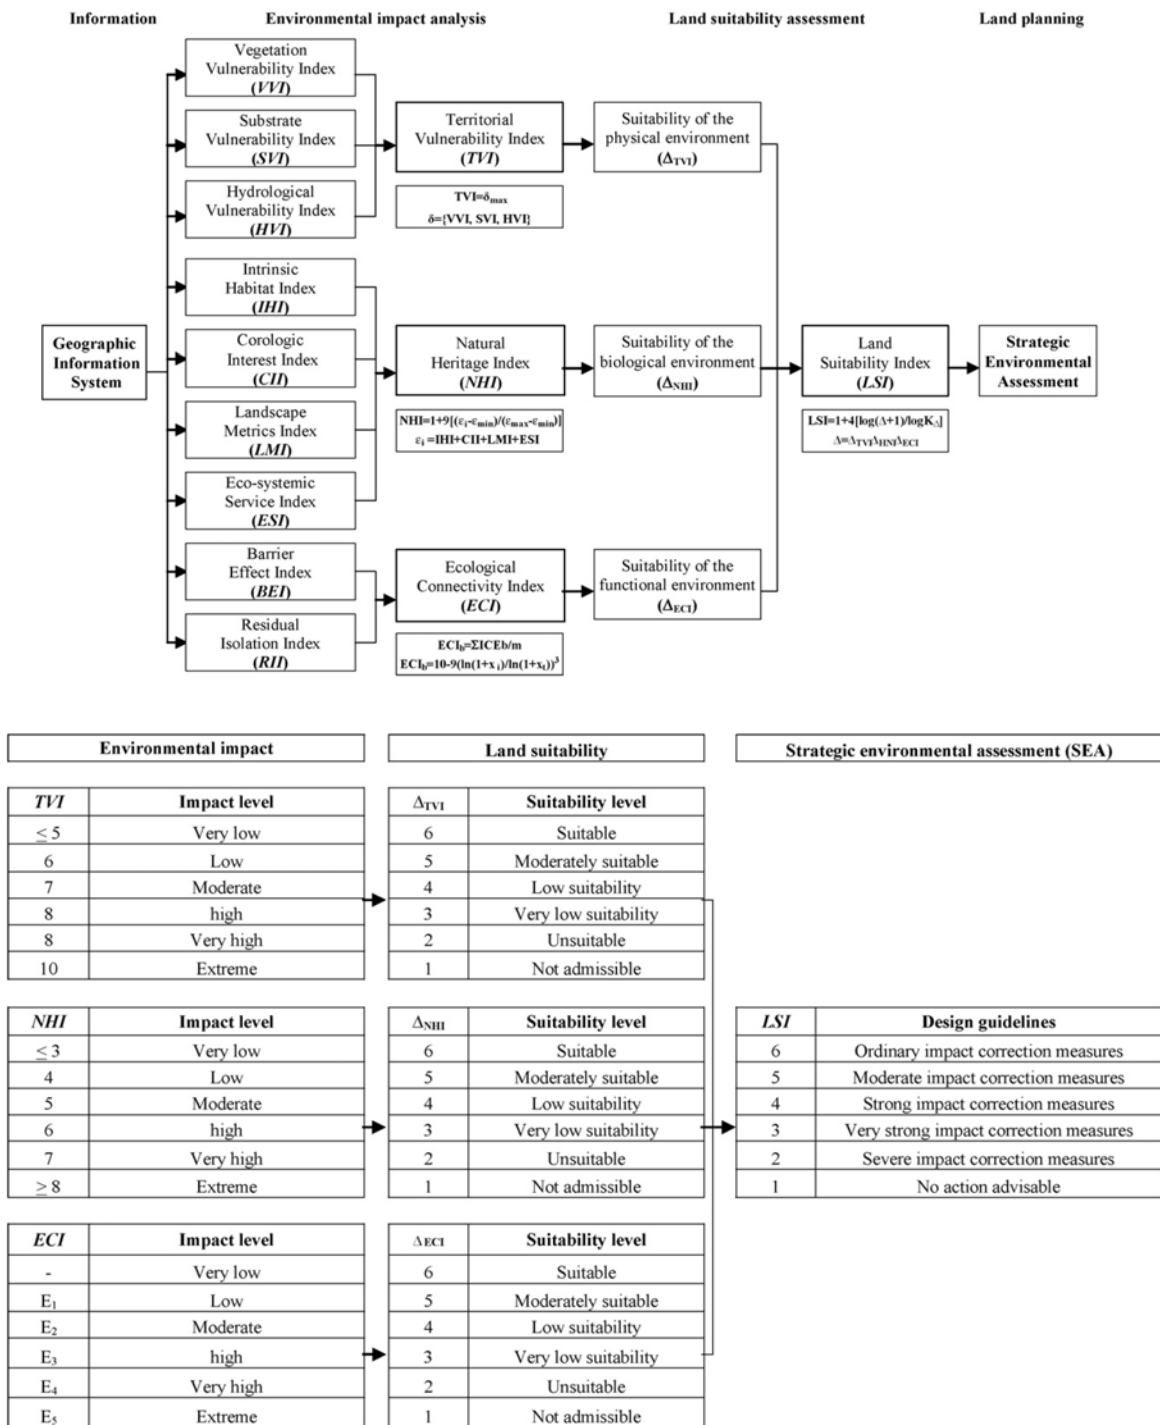 Information
Environmental impact analysis
Land suitability assessment
Land planning
Vegetation
Vulnerability Index
(VVI)
Substrate
Vulnerability Index
(SVI)
Hydrological
Vulnerability Index
(HVI)
Intrinsic
Habitat Index
(IHI)
Corologic
Interest Index
(CII)
Landscape
Metrics Index
(LMI)
Eco-systemic
Service Index
(ESI)
Barrier
Effect Index
(BEI)
Residual
Isolation Index
(RII)
Geographic
Information
System
Territorial
Vulnerability Index
(TVI)
TVI=δmax
δ={VVI, SVI, HVI}
Natural
Heritage Index
(NHI)
NHI=1+9[(εi-εmin)/(εmax-εmin)]
εi =IHI+CII+LMI+ESI
Ecological
Connectivity Index
(ECI)
ECIb=ΣICEb/m
ECIb=10-9(ln(1+xi)/ln(1+xt))³
Suitability of the
physical environment
(ΔTVI)
Suitability of the
biological environment
(ΔNHI)
Suitability of the
functional environment
(ΔECI)
Land
Suitability Index
(LSI)
LSI=1+4[log(Δ+1)/logKΔ]
Δ=ΔTVIΔHNIΔECI
Strategic
Environmental
Assessment
Environmental impact
Land suitability
Strategic environmental assessment (SEA)
TVI Impact level
≤ 5 Very low
6 Low
7 Moderate
8 high
8 Very high
10 Extreme
ΔTVI Suitability level
6 Suitable
5 Moderately suitable
4 Low suitability
3 Very low suitability
2 Unsuitable
1 Not admissible
NHI Impact level
≤ 3 Very low
4 Low
5 Moderate
6 high
7 Very high
≥ 8 Extreme
ΔNHI Suitability level
6 Suitable
5 Moderately suitable
4 Low suitability
3 Very low suitability
2 Unsuitable
1 Not admissible
LSI Design guidelines
6 Ordinary impact correction measures
5 Moderate impact correction measures
4 Strong impact correction measures
3 Very strong impact correction measures
2 Severe impact correction measures
1 No action advisable
ECI Impact level
- Very low
E1 Low
E2 Moderate
E3 high
E4 Very high
E5 Extreme
ΔECI Suitability level
6 Suitable
5 Moderately suitable
4 Low suitability
3 Very low suitability
2 Unsuitable
1 Not admissible